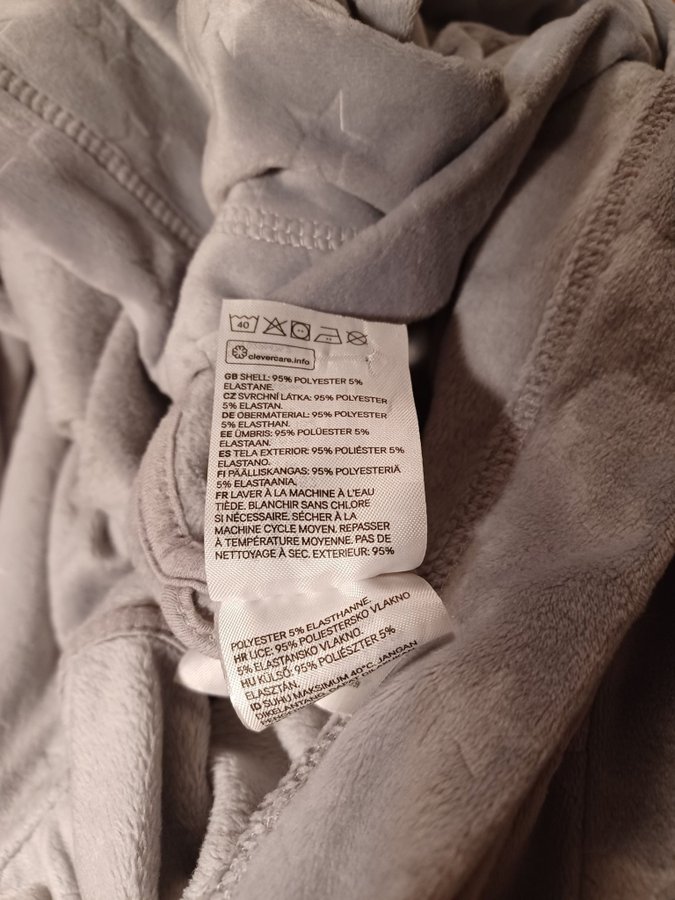 40
clevercare.info
GB SHELL: 95% POLYESTER 5%
ELASTANE.
CZ SVRCHNÍ LÁTKA: 95% POLYESTER
5% ELASTAN.
DE OBERMATERIAL: 95% POLYESTER
5% ELASTHAN.
EE ÜMBRIS: 95% POLÜESTER 5%
ELASTAAN.
ES TELA EXTERIOR: 95% POLIÉSTER 5%
ELASTANO.
FI PÄÄLLISKANGAS: 95% POLYESTERIÄ
5% ELASTAANIA.
FR LAVER À LA MACHINE À L'EAU
TIÈDE. BLANCHIR SANS CHLORE
SI NÉCESSAIRE. SÉCHER À LA
MACHINE CYCLE MOYEN. REPASSER
À TEMPÉRATURE MOYENNE. PAS DE
NETTOYAGE À SEC. EXTERIEUR: 95%
POLYESTER 5% ELASTHANNE.
HR LICE: 95% POLIESTERSKO VLAKNO
5% ELASTANSKO VLAKNO.
HU KÜLSŐ: 95% POLIÉSZTER 5%
ELASZTÁN.
ID SUHU MAKSIMUM 40°C. JANGAN
DIKELANTANG. DAPAT